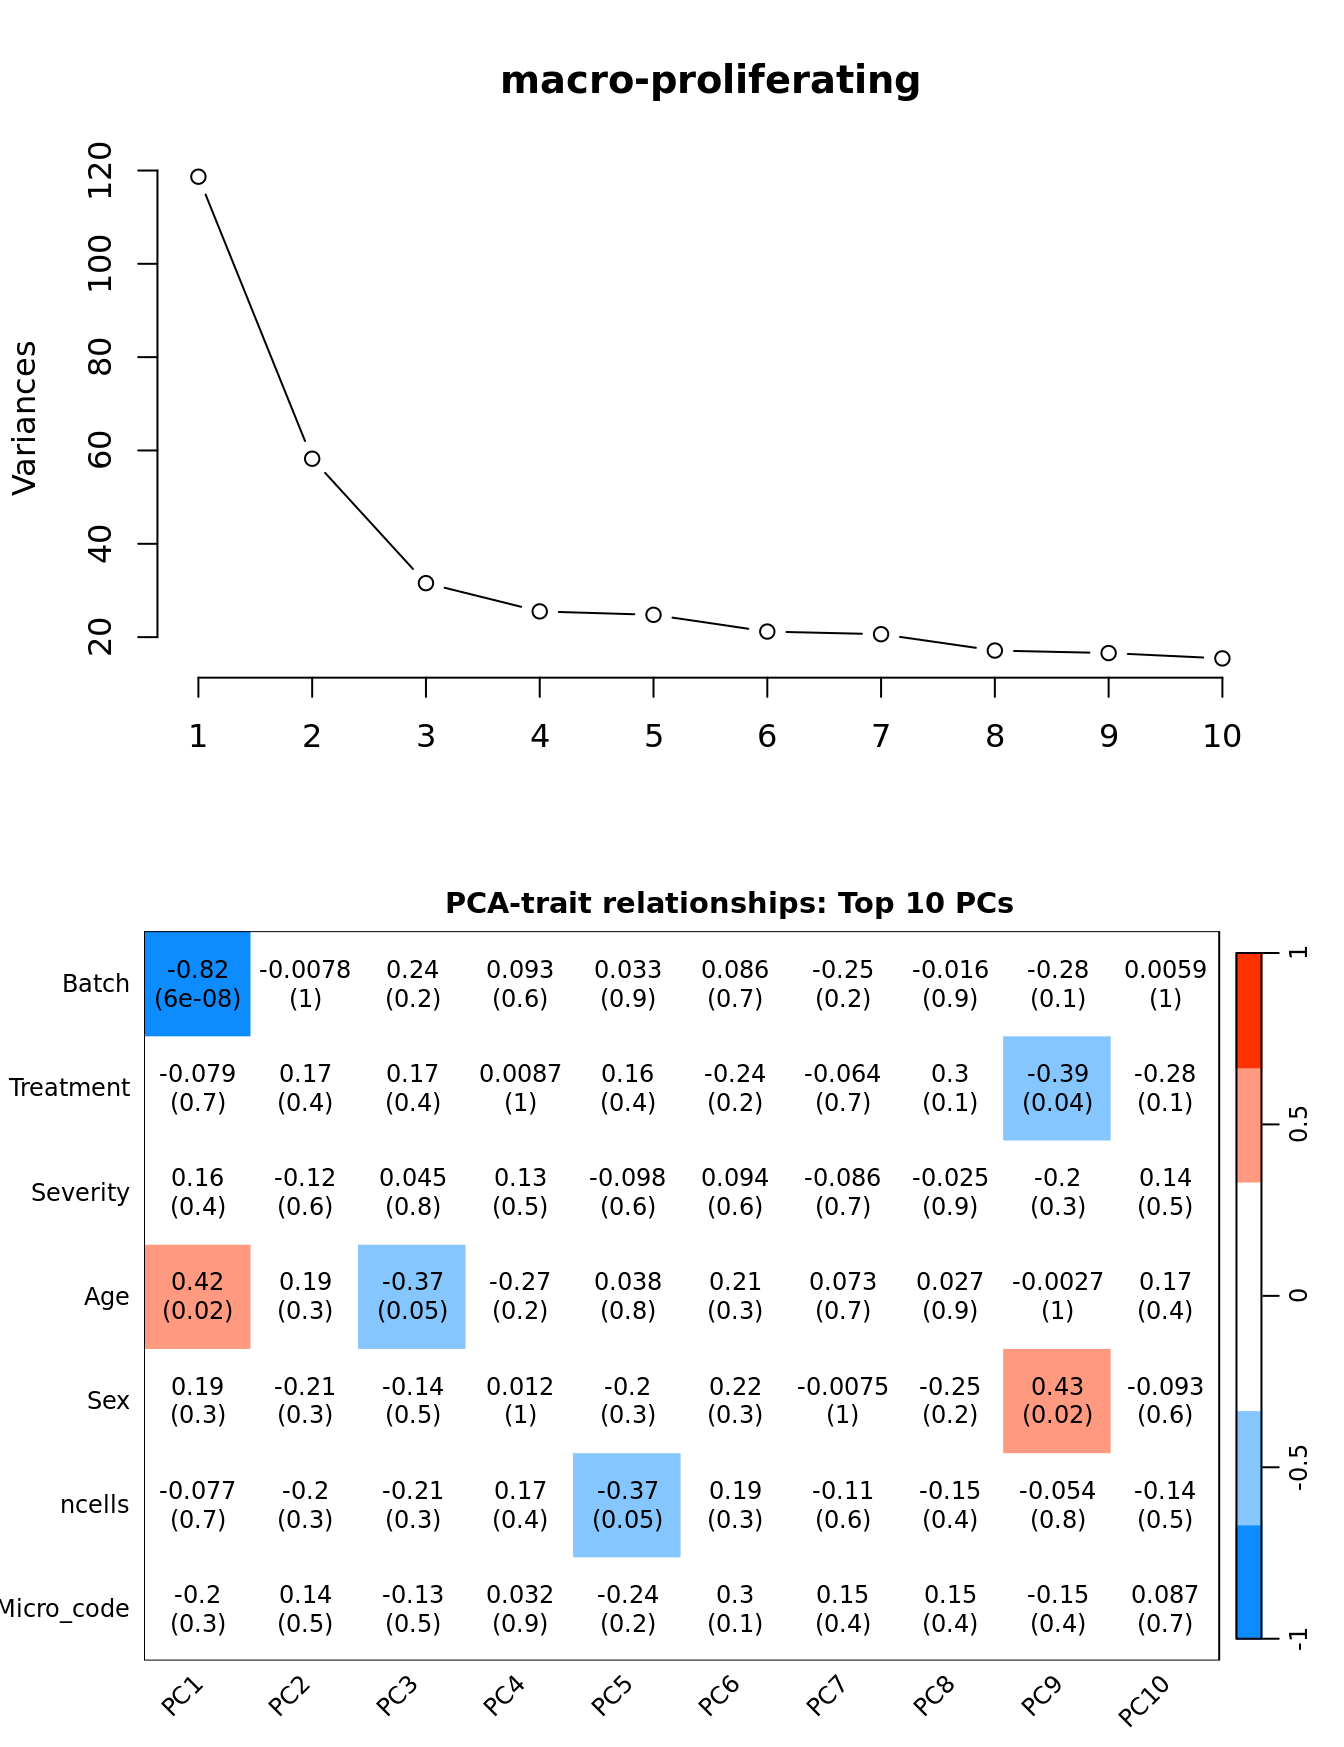 macro-proliferating
120
100
80
60
40
20
Variances
1 2 3 4 5 6 7 8 9 10
PCA-trait relationships: Top 10 PCs
Batch -0.82 -0.0078 0.24 0.093 0.033 0.086 -0.25 -0.016 -0.28 0.0059
(6e-08) (1) (0.2) (0.6) (0.9) (0.7) (0.2) (0.9) (0.1) (1)
Treatment -0.079 0.17 0.17 0.0087 0.16 -0.24 -0.064 0.3 -0.39 -0.28
(0.7) (0.4) (0.4) (1) (0.4) (0.2) (0.7) (0.1) (0.04) (0.1)
Severity 0.16 -0.12 0.045 0.13 -0.098 0.094 -0.086 -0.025 -0.2 0.14
(0.4) (0.6) (0.8) (0.5) (0.6) (0.6) (0.7) (0.9) (0.3) (0.5)
Age 0.42 0.19 -0.37 -0.27 0.038 0.21 0.073 0.027 -0.0027 0.17
(0.02) (0.3) (0.05) (0.2) (0.8) (0.3) (0.7) (0.9) (1) (0.4)
Sex 0.19 -0.21 -0.14 0.012 -0.2 0.22 -0.0075 -0.25 0.43 -0.093
(0.3) (0.3) (0.5) (1) (0.3) (0.3) (1) (0.2) (0.02) (0.6)
ncells -0.077 -0.2 -0.21 0.17 -0.37 0.19 -0.11 -0.15 -0.054 -0.14
(0.7) (0.3) (0.3) (0.4) (0.05) (0.3) (0.6) (0.4) (0.8) (0.5)
Micro_code -0.2 0.14 -0.13 0.032 -0.24 0.3 0.15 0.15 -0.15 0.087
(0.3) (0.5) (0.5) (0.9) (0.2) (0.1) (0.4) (0.4) (0.4) (0.7)
PC1 PC2 PC3 PC4 PC5 PC6 PC7 PC8 PC9 PC10
1
0.5
0
-0.5
-1